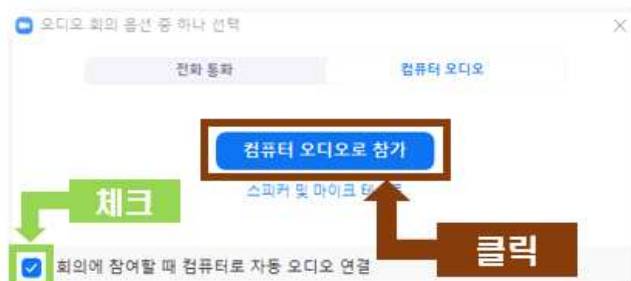 오디오 회의 옵션 중 하나 선택
전화 통화
컴퓨터 오디오
컴퓨터 오디오로 참가
스피커 및 마이크
체크
클릭
회의에 참여할 때 컴퓨터로 자동 오디오 연결